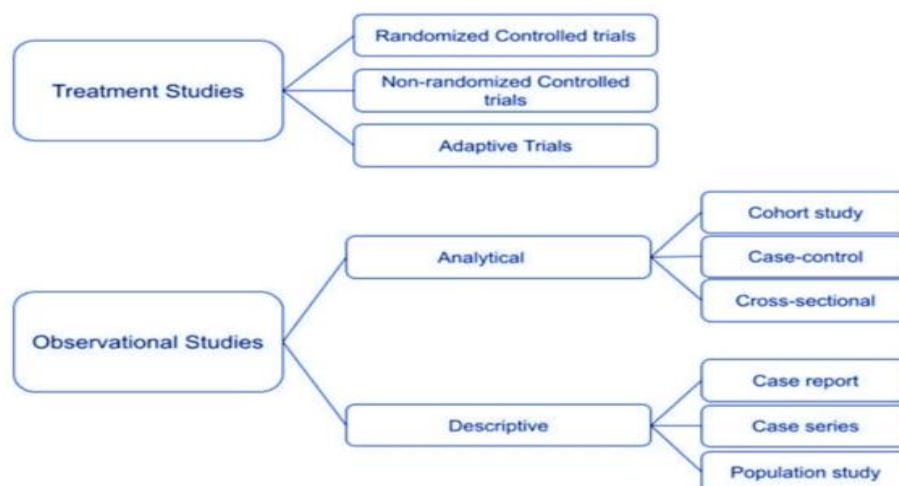 Treatment Studies
Randomized Controlled trials
Non-randomized Controlled
trials
Adaptive Trials
Observational Studies
Analytical
Cohort study
Case-control
Cross-sectional
Descriptive
Case report
Case series
Population study